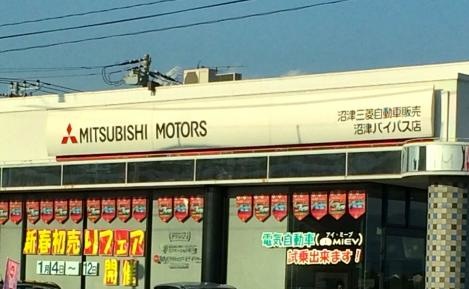 MITSUBISHI MOTORS
沼津三菱自動車販売
沼津バイパス店
新春初売りフェア
1月4日〜12日
開催
電気自動車(アイ・ミーブ MiEV)
試乗出来ます!